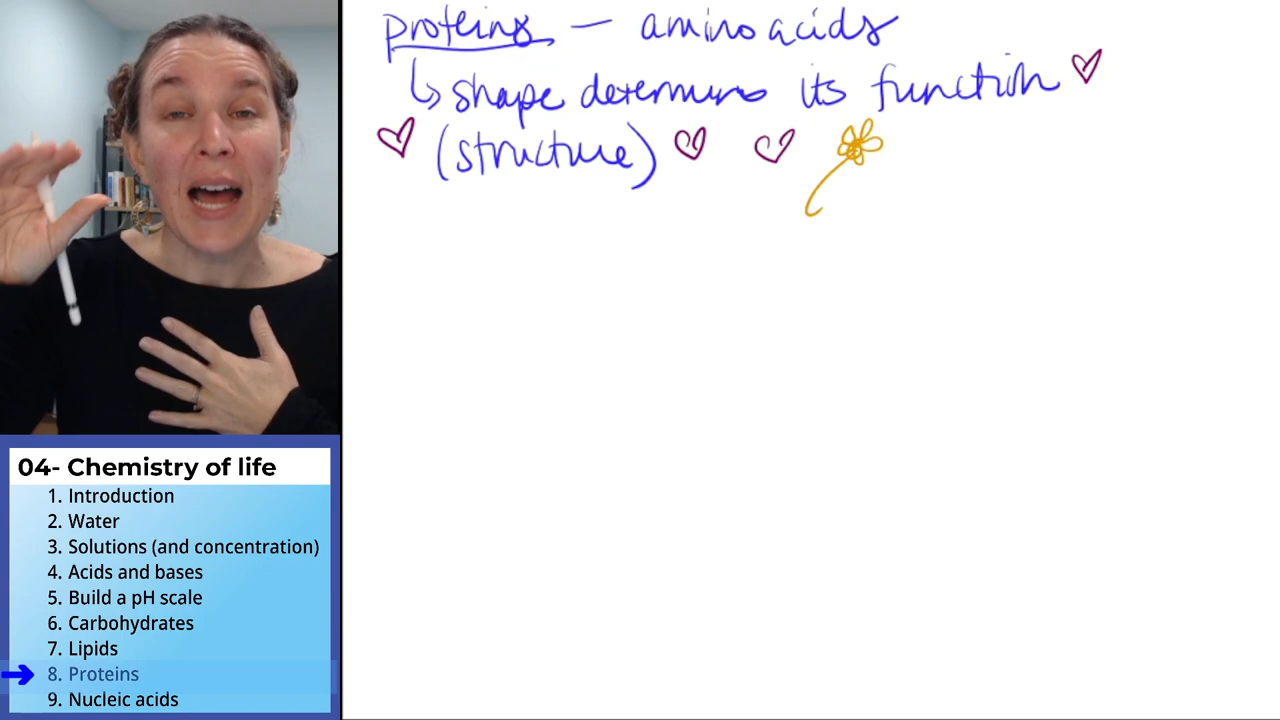 proteins — amino acids
↳ shape determins its function
(structure)
04- Chemistry of life
1. Introduction
2. Water
3. Solutions (and concentration)
4. Acids and bases
5. Build a pH scale
6. Carbohydrates
7. Lipids
8. Proteins
9. Nucleic acids